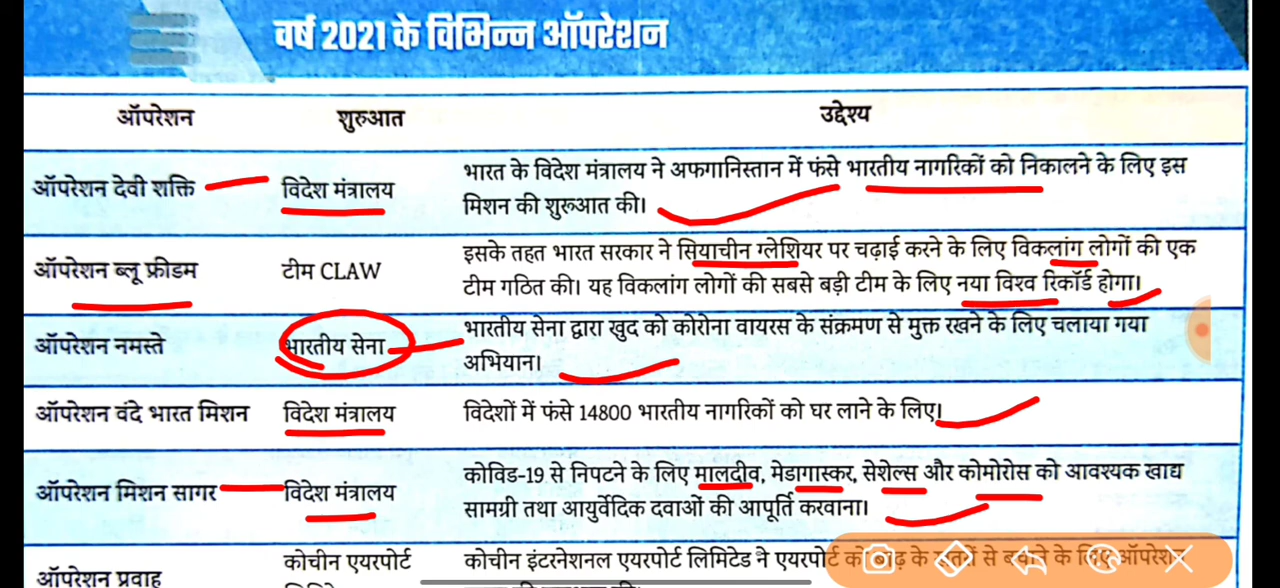 वर्ष 2021 के विभिन्न ऑपरेशन
ऑपरेशन शुरुआत उद्देश्य
ऑपरेशन देवी शक्ति विदेश मंत्रालय भारत के विदेश मंत्रालय ने अफगानिस्तान में फंसे भारतीय नागरिकों को निकालने के लिए इस
मिशन की शुरूआत की।
ऑपरेशन ब्लू फ्रीडम टीम CLAW इसके तहत भारत सरकार ने सियाचीन ग्लेशियर पर चढ़ाई करने के लिए विकलांग लोगों की एक
टीम गठित की। यह विकलांग लोगों की सबसे बड़ी टीम के लिए नया विश्व रिकॉर्ड होगा।
ऑपरेशन नमस्ते भारतीय सेना भारतीय सेना द्वारा खुद को कोरोना वायरस के संक्रमण से मुक्त रखने के लिए चलाया गया
अभियान।
ऑपरेशन वंदे भारत मिशन विदेश मंत्रालय विदेशों में फंसे 14800 भारतीय नागरिकों को घर लाने के लिए।
ऑपरेशन मिशन सागर विदेश मंत्रालय कोविड-19 से निपटने के लिए मालदीव, मेडागास्कर, सेशेल्स और कोमोरोस को आवश्यक खाद्य
सामग्री तथा आयुर्वेदिक दवाओं की आपूर्ति करवाना।
ऑपरेशन प्रवाह कोचीन एयरपोर्ट कोचीन इंटरनेशनल एयरपोर्ट लिमिटेड ने एयरपोर्ट को से के लिए